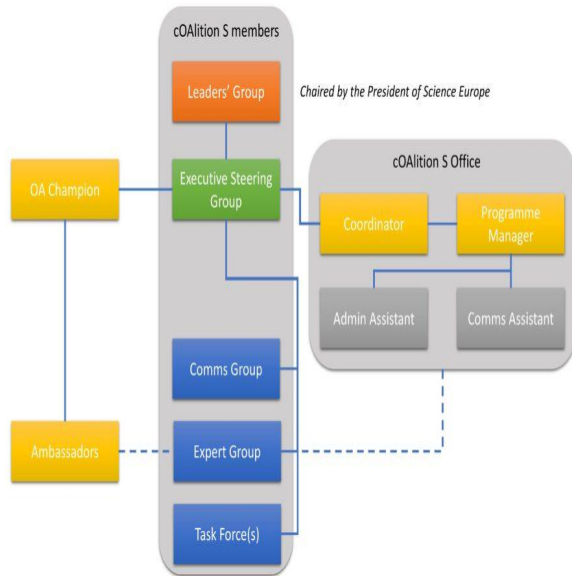 cOAlition S members
Leaders' Group
Chaired by the President of Science Europe
cOAlition S Office
OA Champion
Executive Steering
Group
Coordinator
Programme
Manager
Admin Assistant
Comms Assistant
Comms Group
Ambassadors
Expert Group
Task Force(s)